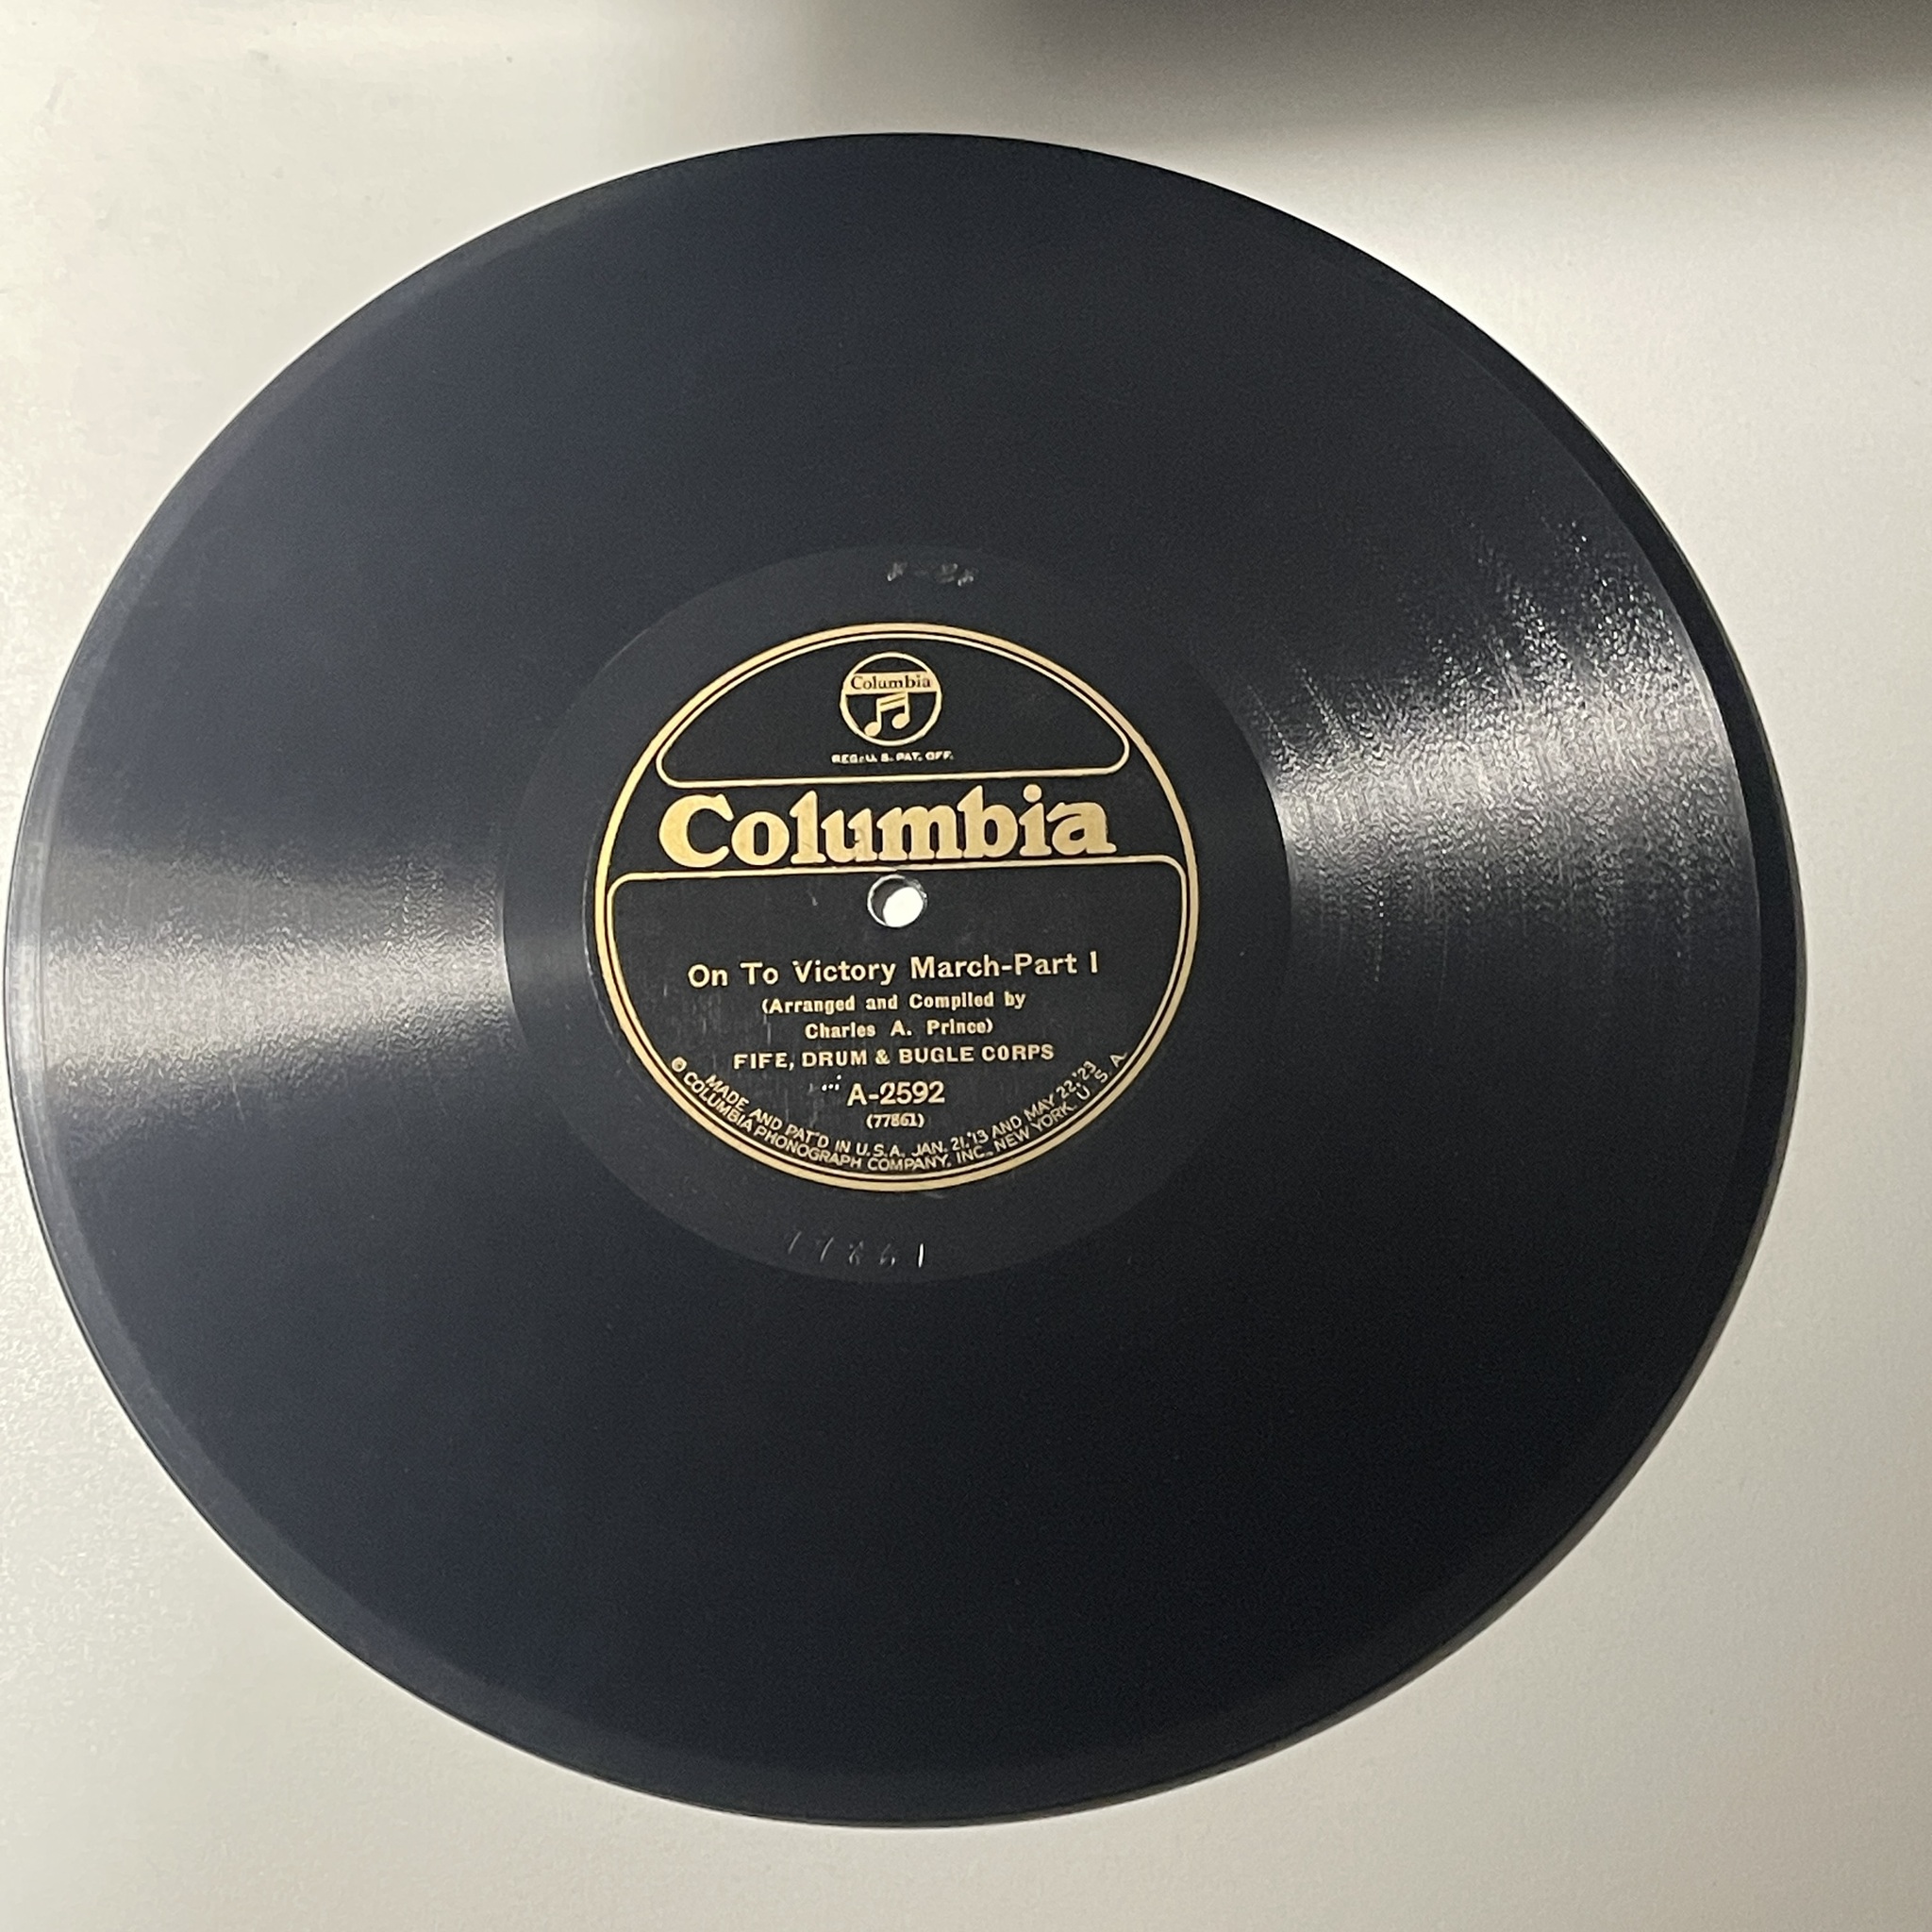 Columbia
REG. U. S. PAT. OFF.
Columbia
On To Victory March-Part 1
(Arranged and Compiled by
Charles A. Prince)
FIFE, DRUM & BUGLE CORPS
A-2592
(77861)
MADE AND PAT'D IN U.S.A. JAN. 21,'13 AND MAY 22,'23
COLUMBIA PHONOGRAPH COMPANY, INC., NEW YORK, U. S. A.
77861